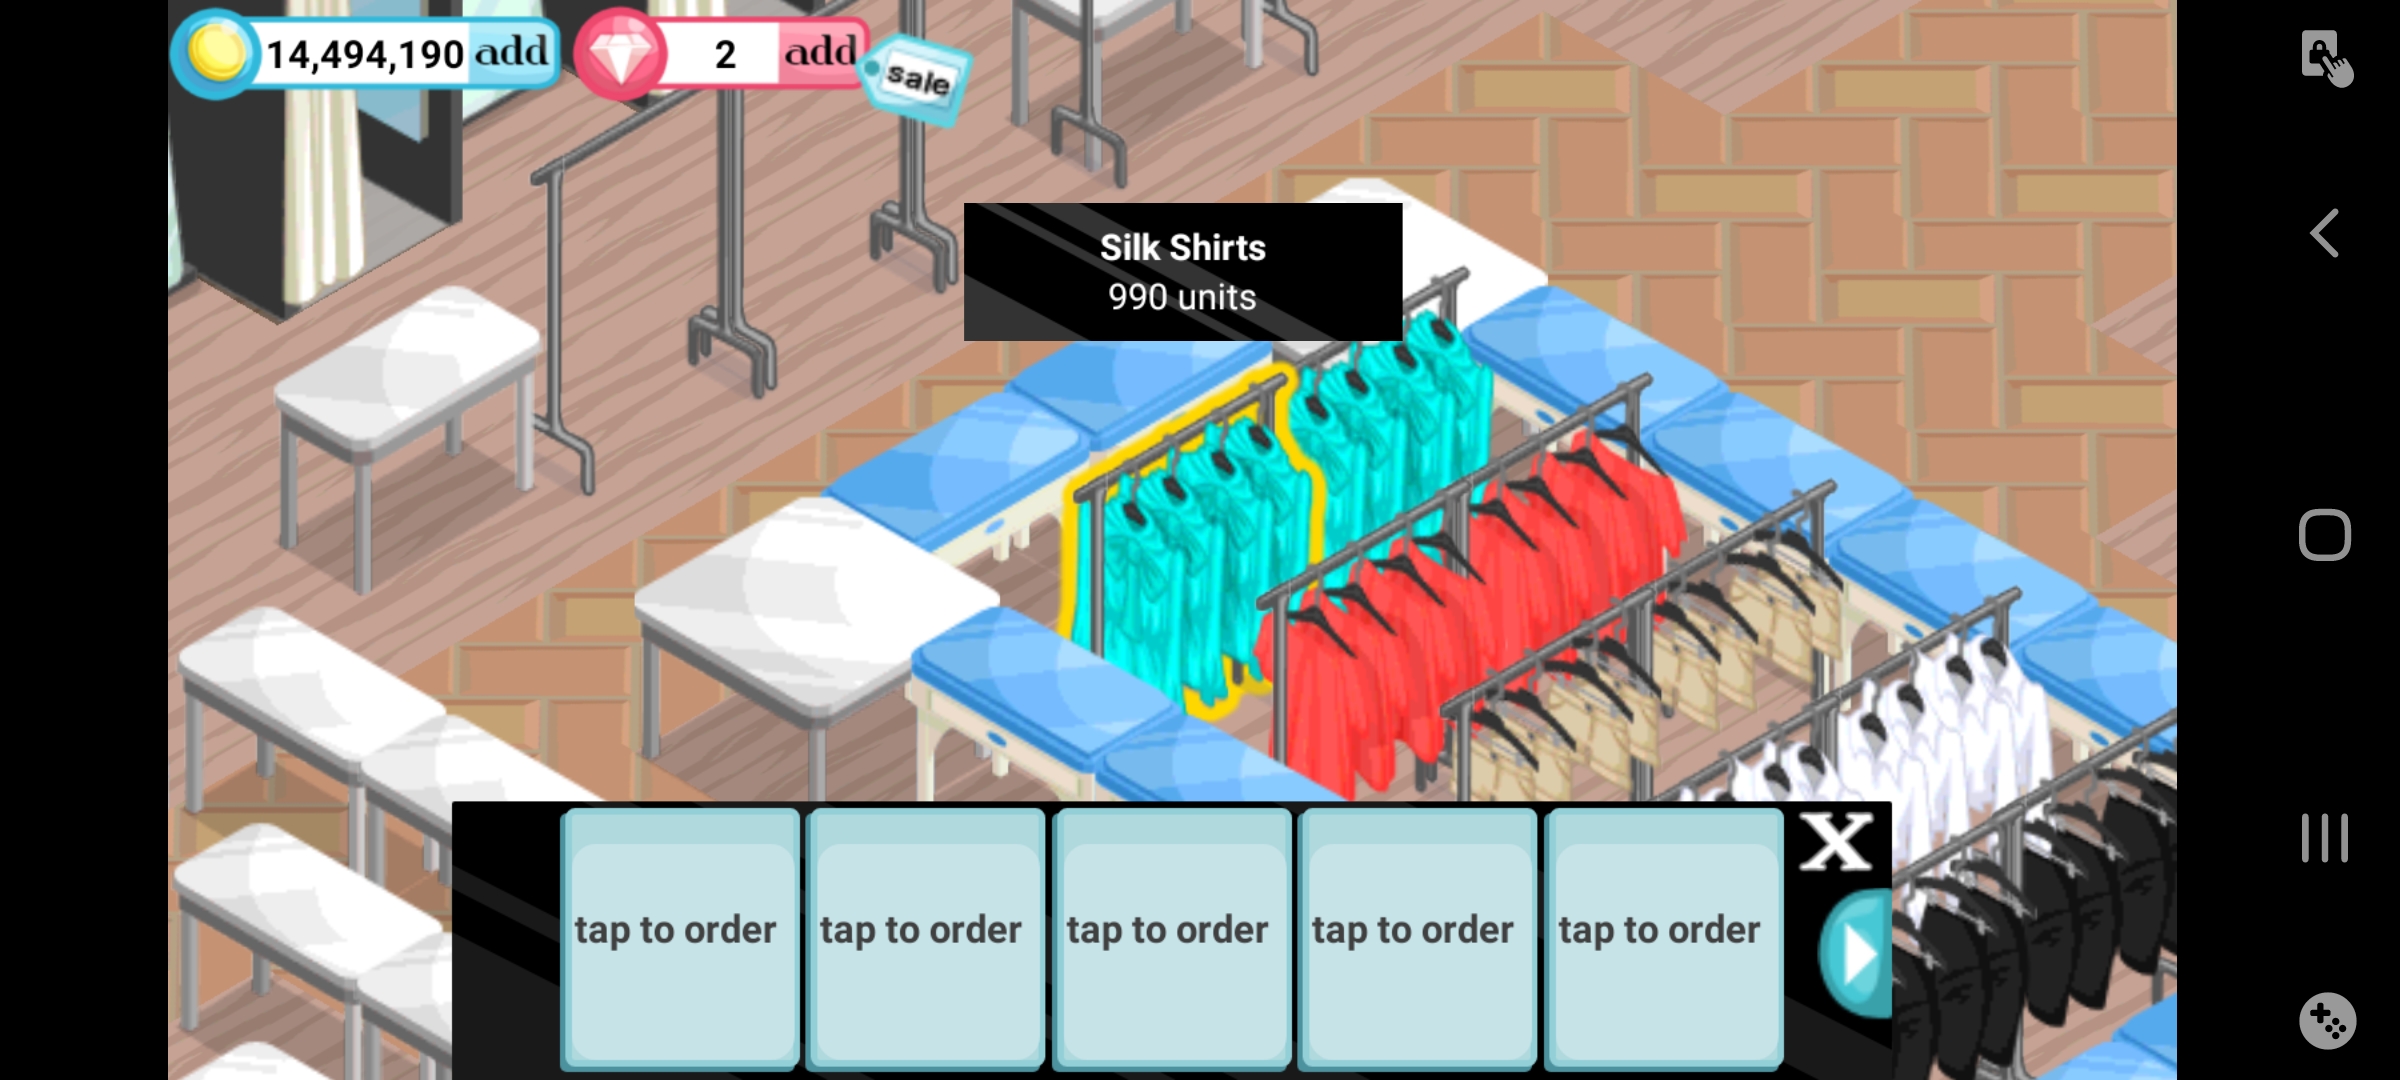 14,494,190 add
2 add
sale
Silk Shirts
990 units
X
tap to order
tap to order
tap to order
tap to order
tap to order